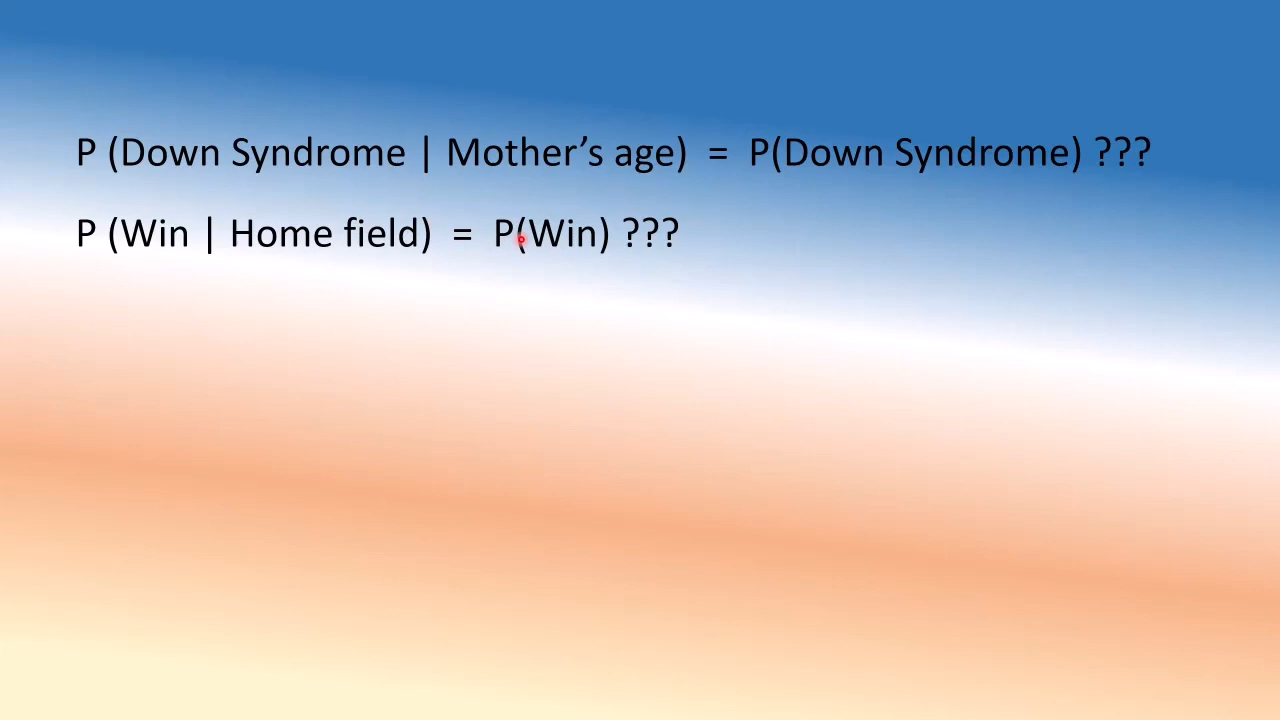 P (Down Syndrome | Mother’s age) = P(Down Syndrome) ???
P (Win | Home field) = P(Win) ???